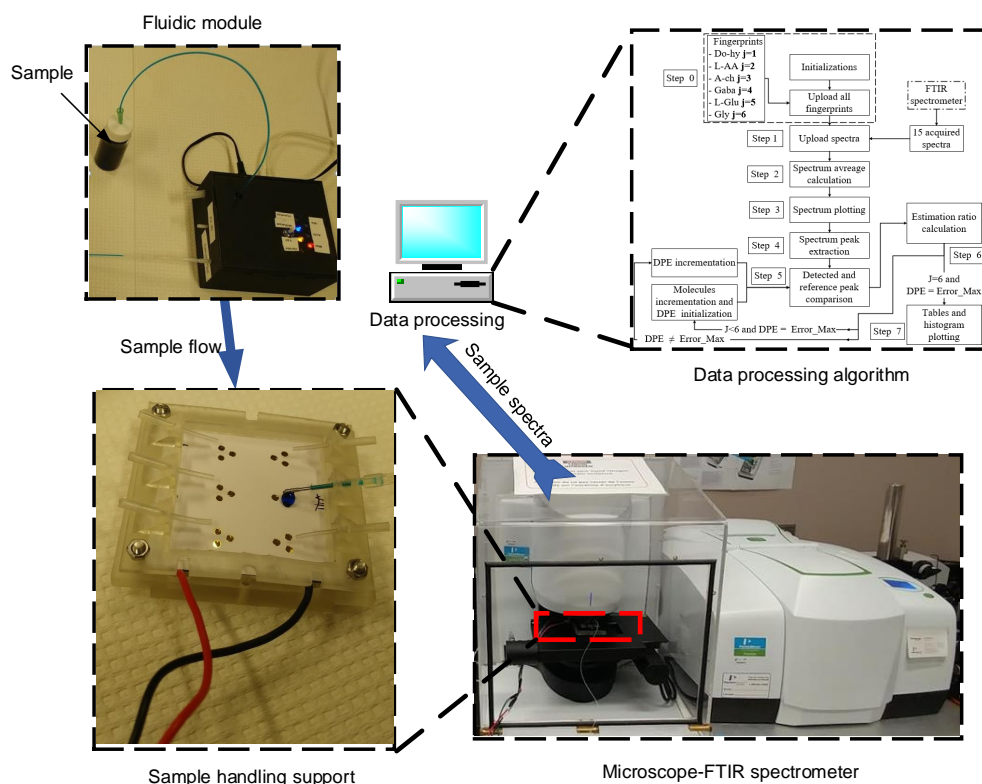 Fluidic module
Sample
Sample flow
Data processing
Sample spectra
Fingerprints
- Do-hy j=1
- L-AA j=2
- A-ch j=3
- Gaba j=4
- L-Glu j=5
- Gly j=6
Step 0
Initializations
Upload all
fingerprints
FTIR
spectrometer
Step 1
Upload spectra
15 acquired
spectra
Step 2
Spectrum avreage
calculation
Step 3
Spectrum plotting
Estimation ratio
calculation
Step 4
Spectrum peak
extraction
Step 6
DPE incrementation
Step 5
Detected and
reference peak
comparison
Molecules incrementation and
DPE initialization
J=6 and
DPE = Error_Max
J<6 and DPE = Error_Max
Step 7
Tables and
histogram
plotting
DPE ≠ Error_Max
Data processing algorithm
Sample handling support
Microscope-FTIR spectrometer